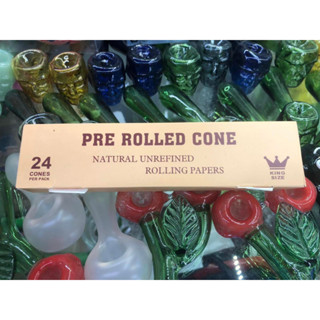 PRE ROLLED CONE
24
CONES
PER PACK
NATURAL UNREFINED
ROLLING PAPERS
KING
SIZE